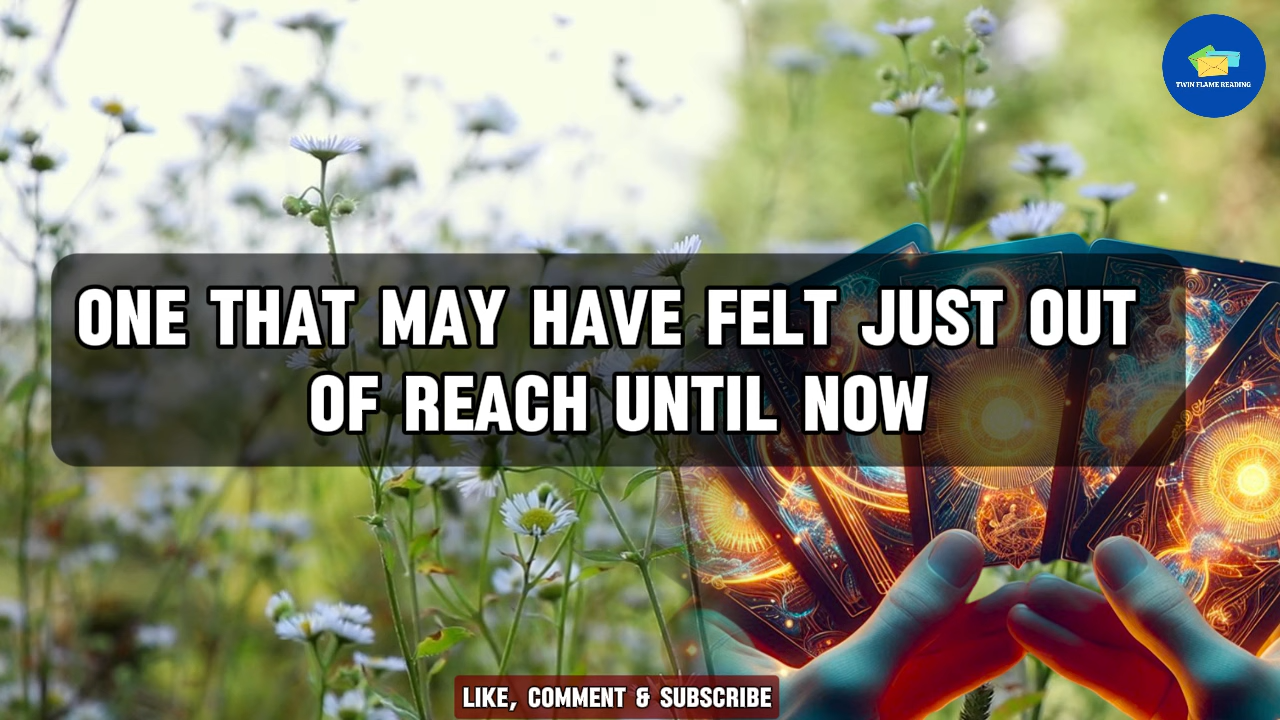 TWIN FLAME READING
ONE THAT MAY HAVE FELT JUST OUT
OF REACH UNTIL NOW
LIKE, COMMENT & SUBSCRIBE